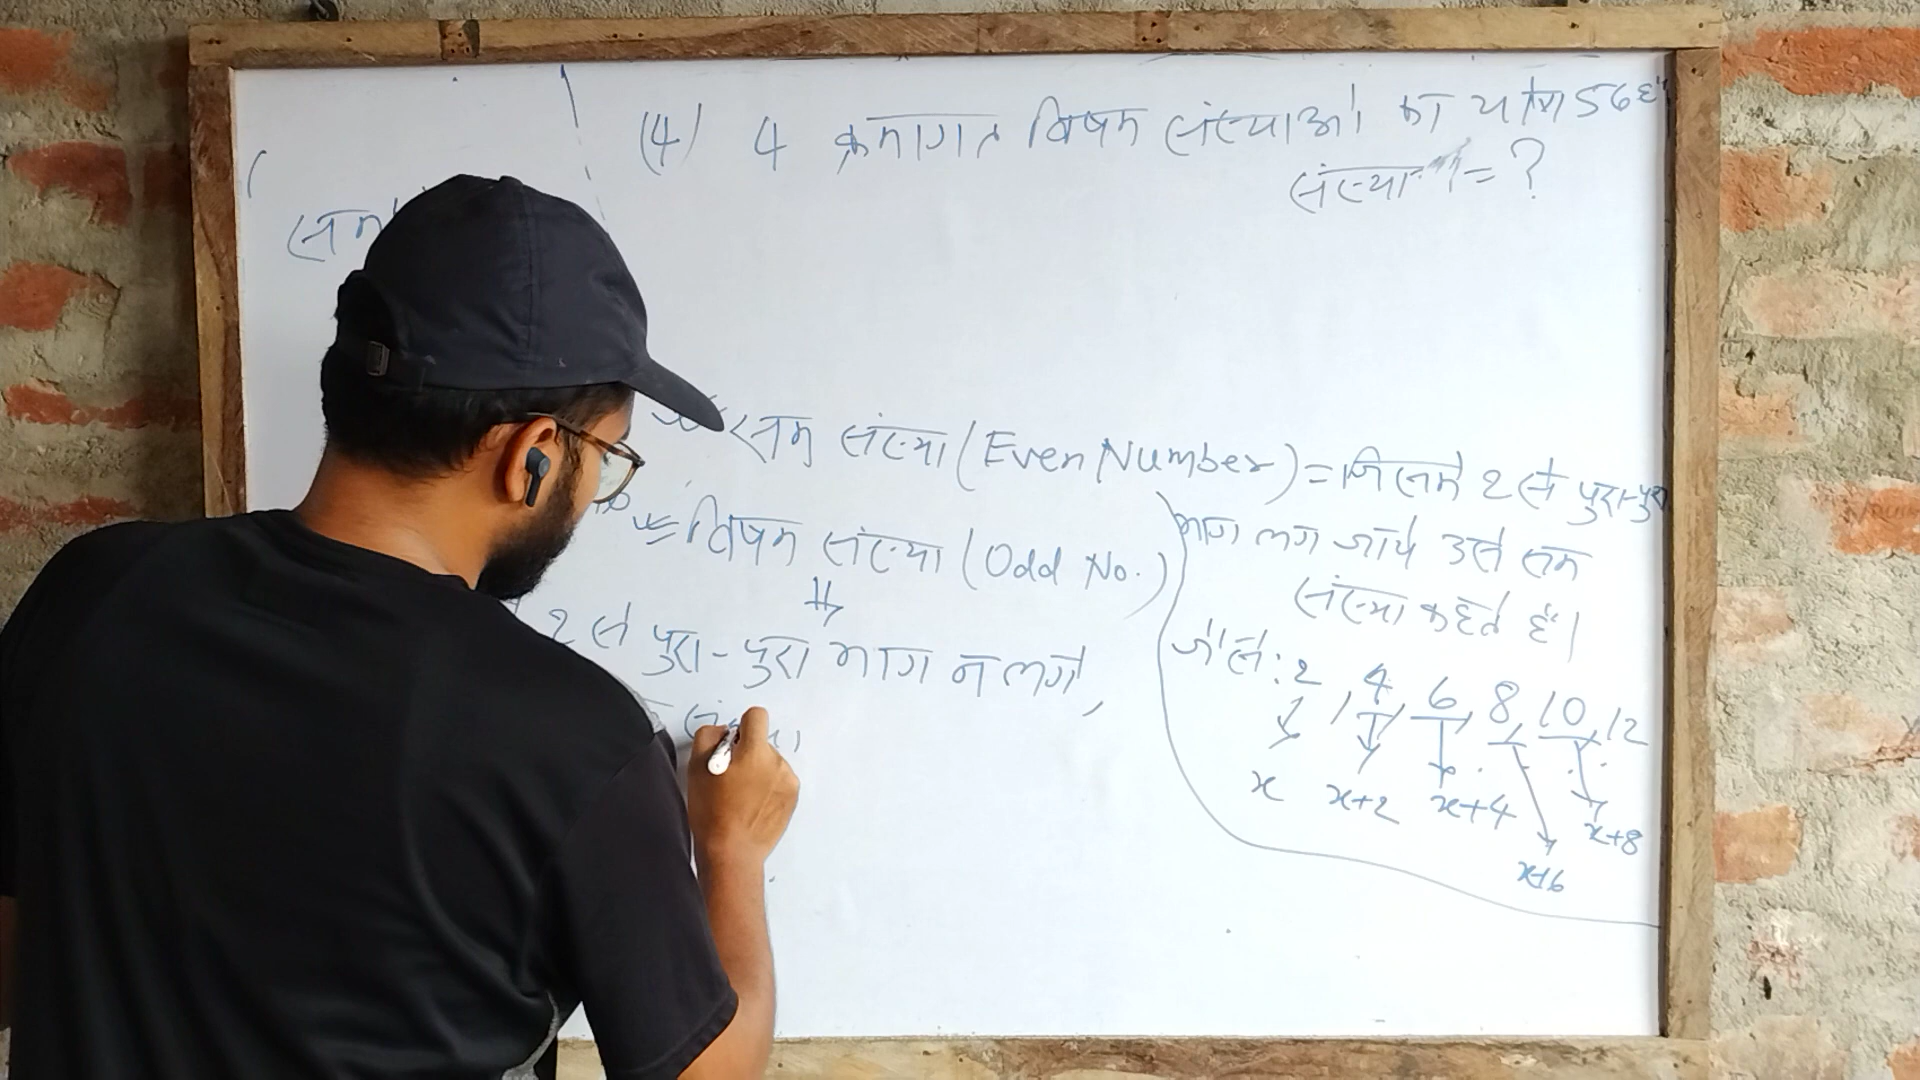 (4) 4 क्रमागत विषम संख्याओं का योग 56 है
संख्या = ?
सम
सम संख्या (Even Number) = जिसमें 2 से पुरा-पुरा
भाग लग जाये उसे सम
संख्या कहते हैं।
जैसे: 2, 4, 6, 8, 10, 12
x x+2 x+4 x+6 x+8
विषम संख्या (Odd No.)
2 से पुरा-पुरा भाग न लगे,